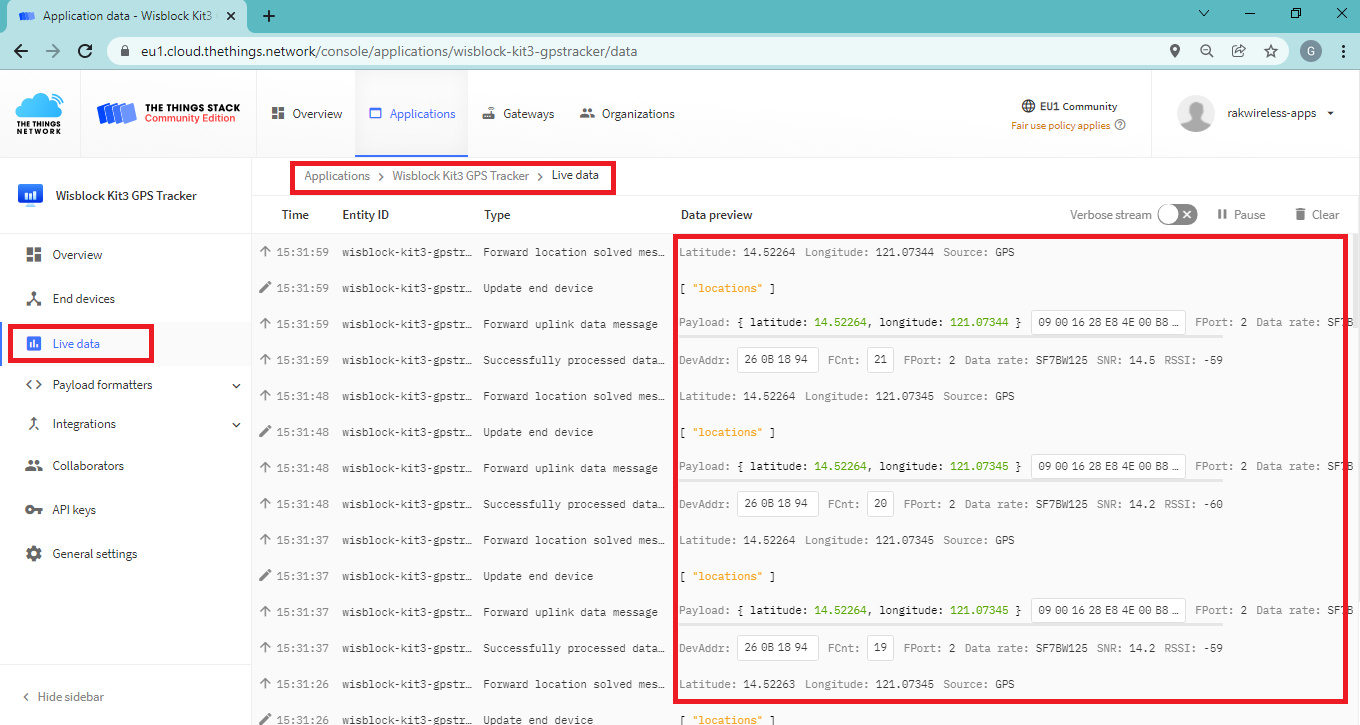 Application data - Wisblock Kit3
eu1.cloud.thethings.network/console/applications/wisblock-kit3-gpstracker/data
G
THE THINGS NETWORK
THE THINGS STACK
Community Edition
Overview
Applications
Gateways
Organizations
EU1 Community
Fair use policy applies
rakwireless-apps
Wisblock Kit3 GPS Tracker
Overview
End devices
Live data
Payload formatters
Integrations
Collaborators
API keys
General settings
Hide sidebar
Applications > Wisblock Kit3 GPS Tracker > Live data
Time Entity ID Type Data preview Verbose stream Pause Clear
15:31:59 wisblock-kit3-gpstr… Forward location solved mes… Latitude: 14.52264 Longitude: 121.07344 Source: GPS
15:31:59 wisblock-kit3-gpstr… Update end device [ "locations" ]
15:31:59 wisblock-kit3-gpstr… Forward uplink data message Payload: { latitude: 14.52264, longitude: 121.07344 } 09 00 16 28 E8 4E 00 B8 … FPort: 2 Data rate: SF7B
15:31:59 wisblock-kit3-gpstr… Successfully processed data… DevAddr: 26 0B 18 94 FCnt: 21 FPort: 2 Data rate: SF7BW125 SNR: 14.5 RSSI: -59
15:31:48 wisblock-kit3-gpstr… Forward location solved mes… Latitude: 14.52264 Longitude: 121.07345 Source: GPS
15:31:48 wisblock-kit3-gpstr… Update end device [ "locations" ]
15:31:48 wisblock-kit3-gpstr… Forward uplink data message Payload: { latitude: 14.52264, longitude: 121.07345 } 09 00 16 28 E8 4E 00 B8 … FPort: 2 Data rate: SF7B
15:31:48 wisblock-kit3-gpstr… Successfully processed data… DevAddr: 26 0B 18 94 FCnt: 20 FPort: 2 Data rate: SF7BW125 SNR: 14.2 RSSI: -60
15:31:37 wisblock-kit3-gpstr… Forward location solved mes… Latitude: 14.52264 Longitude: 121.07345 Source: GPS
15:31:37 wisblock-kit3-gpstr… Update end device [ "locations" ]
15:31:37 wisblock-kit3-gpstr… Forward uplink data message Payload: { latitude: 14.52264, longitude: 121.07345 } 09 00 16 28 E8 4E 00 B8 … FPort: 2 Data rate: SF7B
15:31:37 wisblock-kit3-gpstr… Successfully processed data… DevAddr: 26 0B 18 94 FCnt: 19 FPort: 2 Data rate: SF7BW125 SNR: 14.2 RSSI: -59
15:31:26 wisblock-kit3-gpstr… Forward location solved mes… Latitude: 14.52263 Longitude: 121.07345 Source: GPS
15:31:26 wisblock-kit3-gpstr… Update end device [ "locations" ]